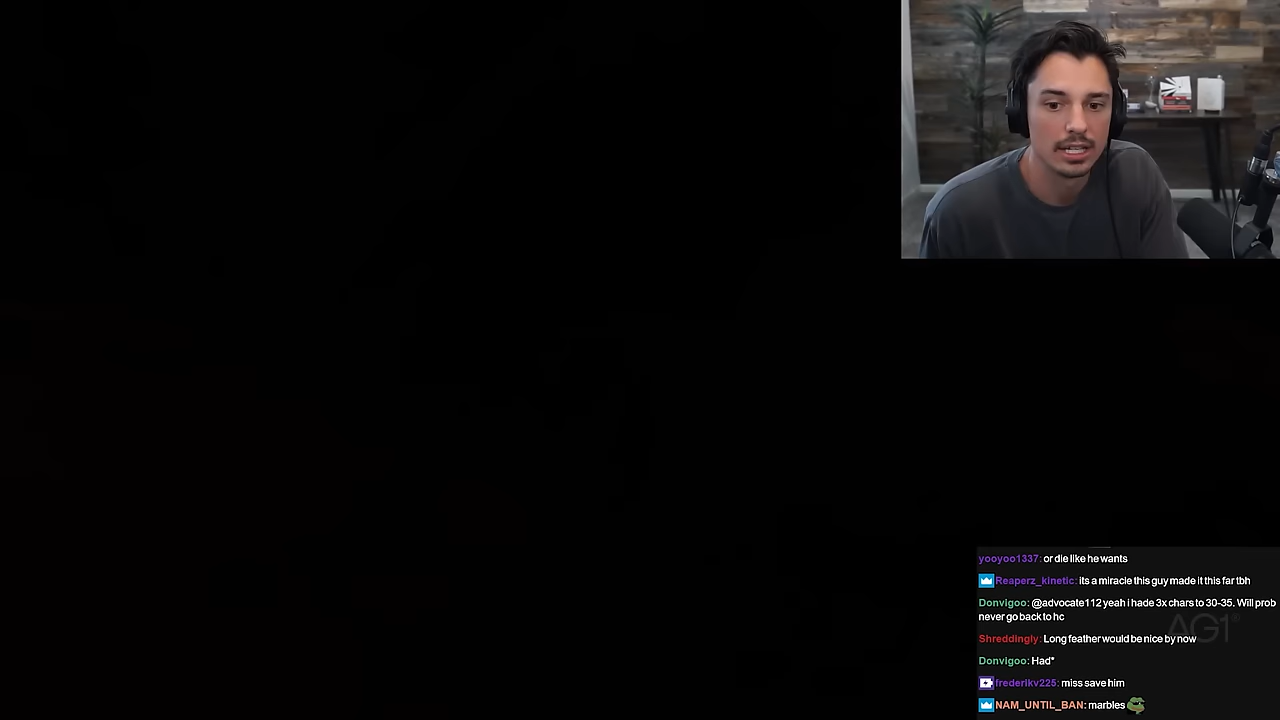 yooyoo1337: or die like he wants
Reaperz_kinetic: its a miracle this guy made it this far tbh
Donvigoo: @advocate112 yeah i hade 3x chars to 30-35. Will prob
never go back to hc
AG1
Shreddingly: Long feather would be nice by now
Donvigoo: Had*
frederikv225: miss save him
NAM_UNTIL_BAN: marbles